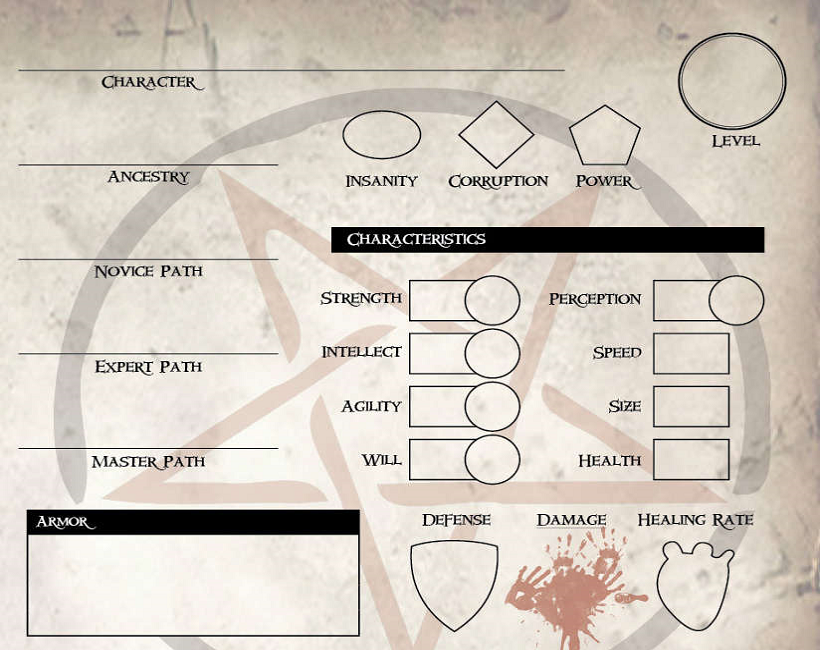 Character
Level
Ancestry
Insanity Corruption Power
Characteristics
Novice Path
Strength Perception
Intellect Speed
Expert Path
Agility Size
Will Health
Master Path
Armor
Defense Damage Healing Rate